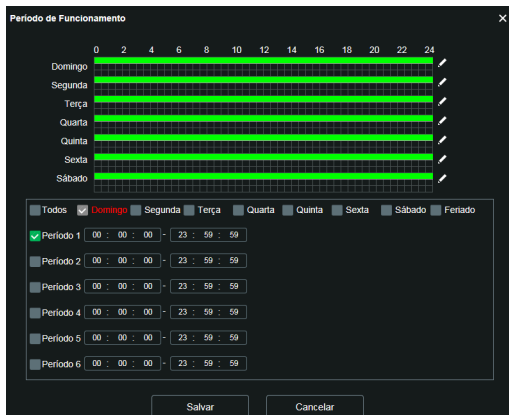 Período de Funcionamento
0 2 4 6 8 10 12 14 16 18 20 22 24
Domingo
Segunda
Terça
Quarta
Quinta
Sexta
Sábado
Todos Domingo Segunda Terça Quarta Quinta Sexta Sábado Feriado
Período 1 00 : 00 : 00 - 23 : 59 : 59
Período 2 00 : 00 : 00 - 23 : 59 : 59
Período 3 00 : 00 : 00 - 23 : 59 : 59
Período 4 00 : 00 : 00 - 23 : 59 : 59
Período 5 00 : 00 : 00 - 23 : 59 : 59
Período 6 00 : 00 : 00 - 23 : 59 : 59
Salvar Cancelar